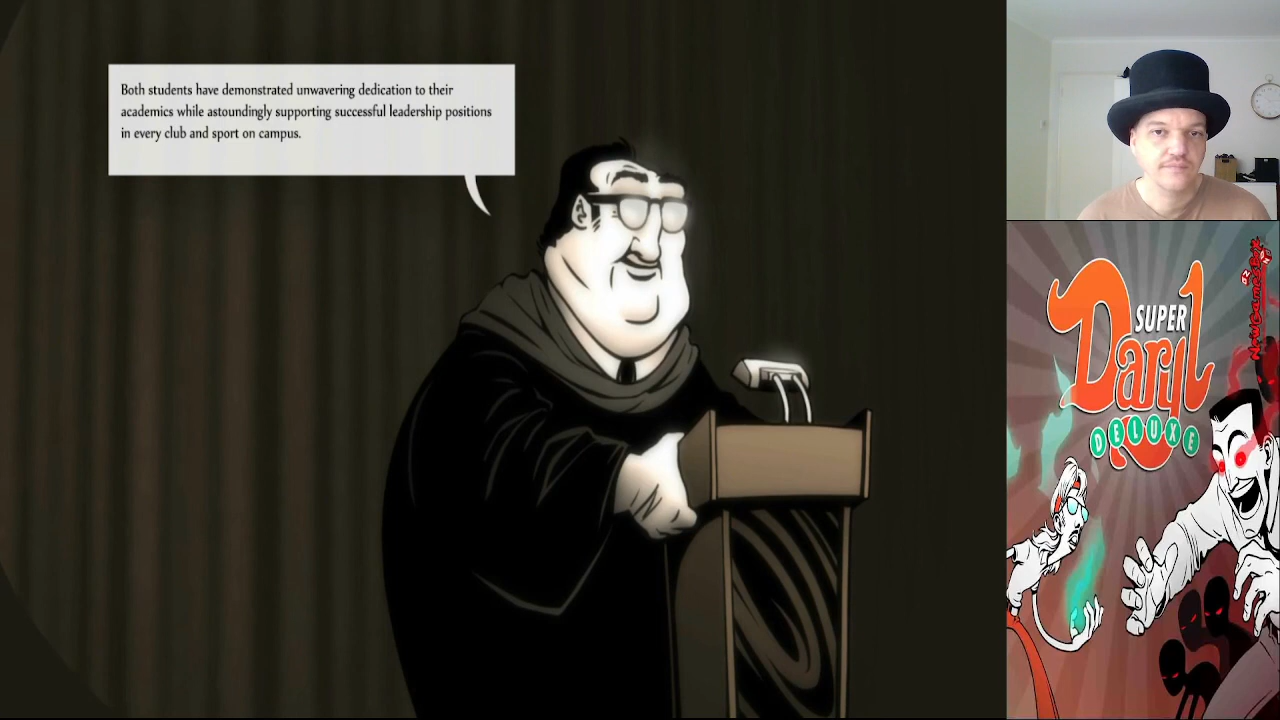 Both students have demonstrated unwavering dedication to their
academics while astoundingly supporting successful leadership positions
in every club and sport on campus.
SUPER
Daryl
DELUXE
NowGamesBox